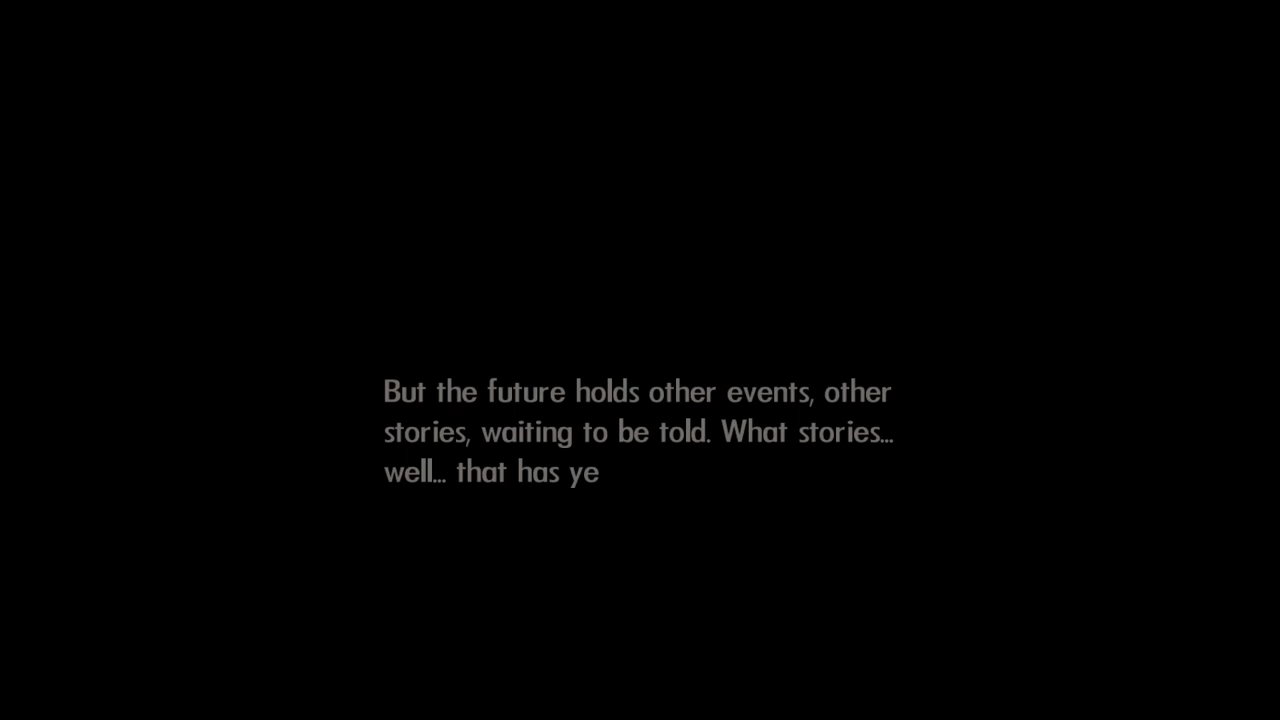 But the future holds other events, other
stories, waiting to be told. What stories...
well... that has ye